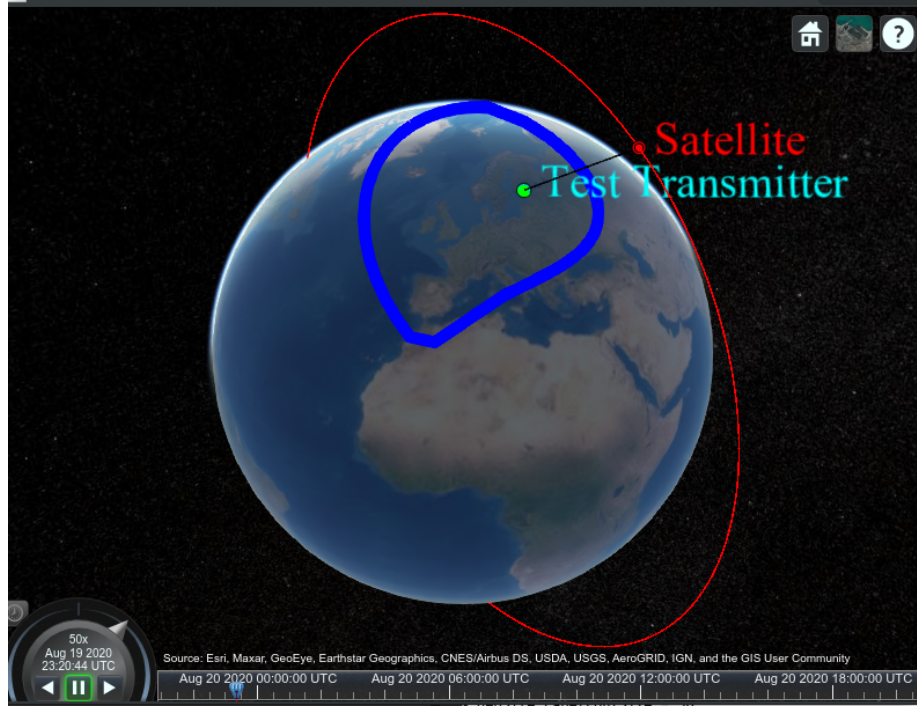 ?
Satellite
Test Transmitter
50x
Aug 19 2020
23:20:44 UTC
Source: Esri, Maxar, GeoEye, Earthstar Geographics, CNES/Airbus DS, USDA, USGS, AeroGRID, IGN, and the GIS User Community
Aug 20 2020 00:00:00 UTC Aug 20 2020 06:00:00 UTC Aug 20 2020 12:00:00 UTC Aug 20 2020 18:00:00 UTC